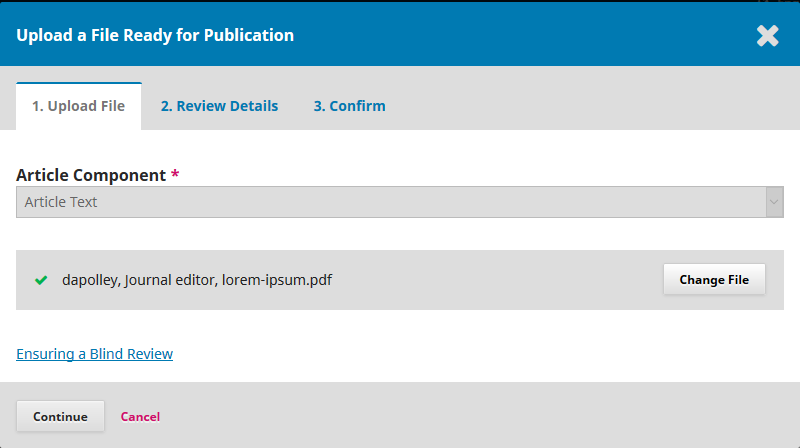 Upload a File Ready for Publication
1. Upload File 2. Review Details 3. Confirm
Article Component *
Article Text
dapolley, Journal editor, lorem-ipsum.pdf Change File
Ensuring a Blind Review
Continue Cancel